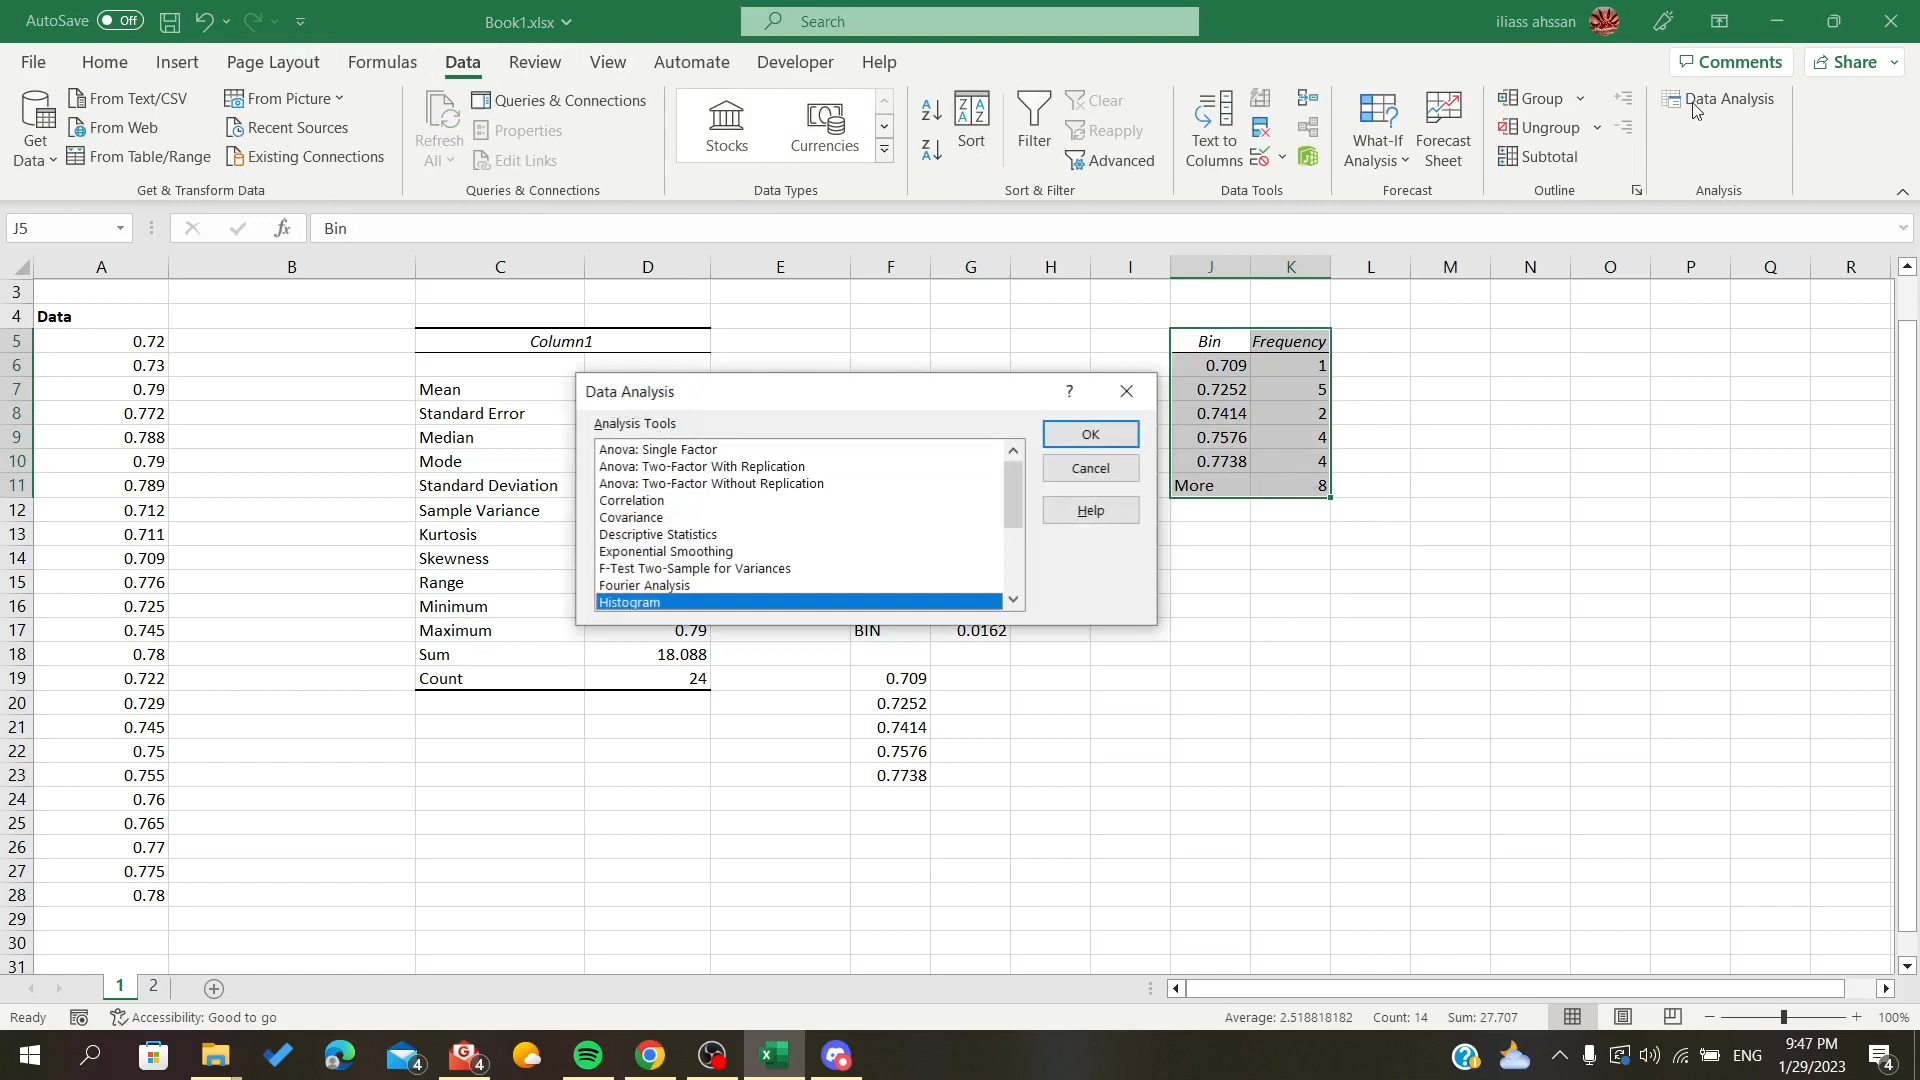 AutoSave Off Book1.xlsx Search iliass ahssan
File Home Insert Page Layout Formulas Data Review View Automate Developer Help Comments Share
Get Data From Text/CSV From Web From Table/Range From Picture Recent Sources Existing Connections
Refresh All Queries & Connections Properties Edit Links
Stocks Currencies
Sort Filter Clear Reapply Advanced
Text to Columns
What-If Analysis Forecast Sheet
Group Ungroup Subtotal
Data Analysis
Get & Transform Data Queries & Connections Data Types Sort & Filter Data Tools Forecast Outline Analysis
J5 fx Bin
A B C D E F G H I J K L M N O P Q R
3
4 Data
5 0.72 Column1 Bin Frequency
6 0.73 0.709 1
7 0.79 Mean 0.7252 5
8 0.772 Standard Error 0.7414 2
9 0.788 Median 0.7576 4
10 0.79 Mode 0.7738 4
11 0.789 Standard Deviation More 8
12 0.712 Sample Variance
13 0.711 Kurtosis
14 0.709 Skewness
15 0.776 Range
16 0.725 Minimum
17 0.745 Maximum 0.79 BIN 0.0162
18 0.78 Sum 18.088
19 0.722 Count 24 0.709
20 0.729 0.7252
21 0.745 0.7414
22 0.75 0.7576
23 0.755 0.7738
24 0.76
25 0.765
26 0.77
27 0.775
28 0.78
29
30
31
Data Analysis ?
Analysis Tools
Anova: Single Factor
Anova: Two-Factor With Replication
Anova: Two-Factor Without Replication
Correlation
Covariance
Descriptive Statistics
Exponential Smoothing
F-Test Two-Sample for Variances
Fourier Analysis
Histogram
OK
Cancel
Help
1 2
Ready Accessibility: Good to go Average: 2.518818182 Count: 14 Sum: 27.707 100%
4 4 ENG 9:47 PM 4
1/29/2023